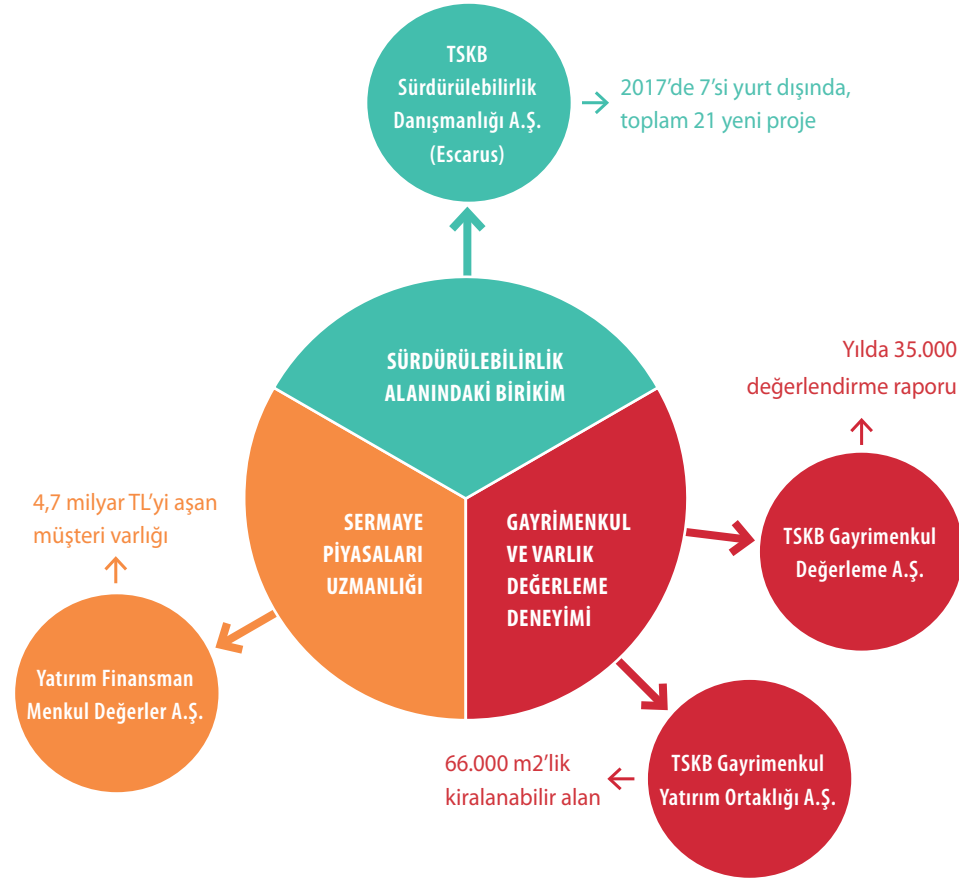 TSKB
Sürdürülebilirlik
Danışmanlığı A.Ş.
(Escarus)
2017’de 7’si yurt dışında,
toplam 21 yeni proje
SÜRDÜRÜLEBİLİRLİK
ALANINDAKİ BİRİKİM
Yılda 35.000
değerlendirme raporu
4,7 milyar TL’yi aşan
müşteri varlığı
SERMAYE
PİYASALARI
UZMANLIĞI
GAYRİMENKUL
VE VARLIK
DEĞERLEME
DENEYİMİ
TSKB Gayrimenkul
Değerleme A.Ş.
Yatırım Finansman
Menkul Değerler A.Ş.
66.000 m2’lik
kiralanabilir alan
TSKB Gayrimenkul
Yatırım Ortaklığı A.Ş.